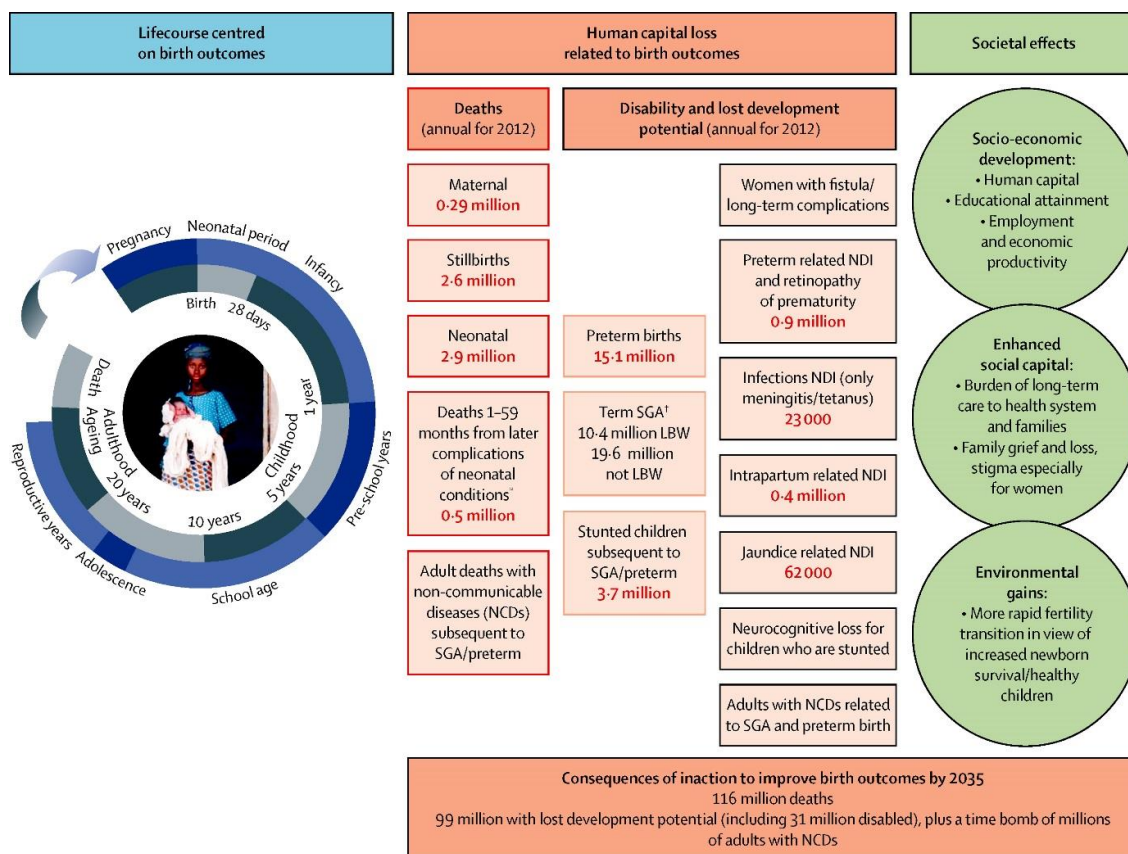 Lifecourse centred
on birth outcomes
Human capital loss
related to birth outcomes
Societal effects
Pregnancy
Neonatal period
Infancy
Pre-school years
School age
Adolescence
Reproductive years
Birth
28 days
1 year
Childhood
5 years
10 years
20 years
Adulthood
Ageing
Death
Deaths
(annual for 2012)
Maternal
0·29 million
Stillbirths
2·6 million
Neonatal
2·9 million
Deaths 1–59
months from later
complications
of neonatal
conditions*
0·5 million
Adult deaths with
non-communicable
diseases (NCDs)
subsequent to
SGA/preterm
Disability and lost development
potential (annual for 2012)
Preterm births
15·1 million
Term SGA†
10·4 million LBW
19·6 million
not LBW
Stunted children
subsequent to
SGA/preterm
3·7 million
Women with fistula/
long-term complications
Preterm related NDI
and retinopathy
of prematurity
0·9 million
Infections NDI (only
meningitis/tetanus)
23 000
Intrapartum related NDI
0·4 million
Jaundice related NDI
62 000
Neurocognitive loss for
children who are stunted
Adults with NCDs related
to SGA and preterm birth
Socio-economic
development:
• Human capital
• Educational attainment
• Employment
and economic
productivity
Enhanced
social capital:
• Burden of long-term
care to health system
and families
• Family grief and loss,
stigma especially
for women
Environmental
gains:
• More rapid fertility
transition in view of
increased newborn
survival/healthy
children
Consequences of inaction to improve birth outcomes by 2035
116 million deaths
99 million with lost development potential (including 31 million disabled), plus a time bomb of millions
of adults with NCDs